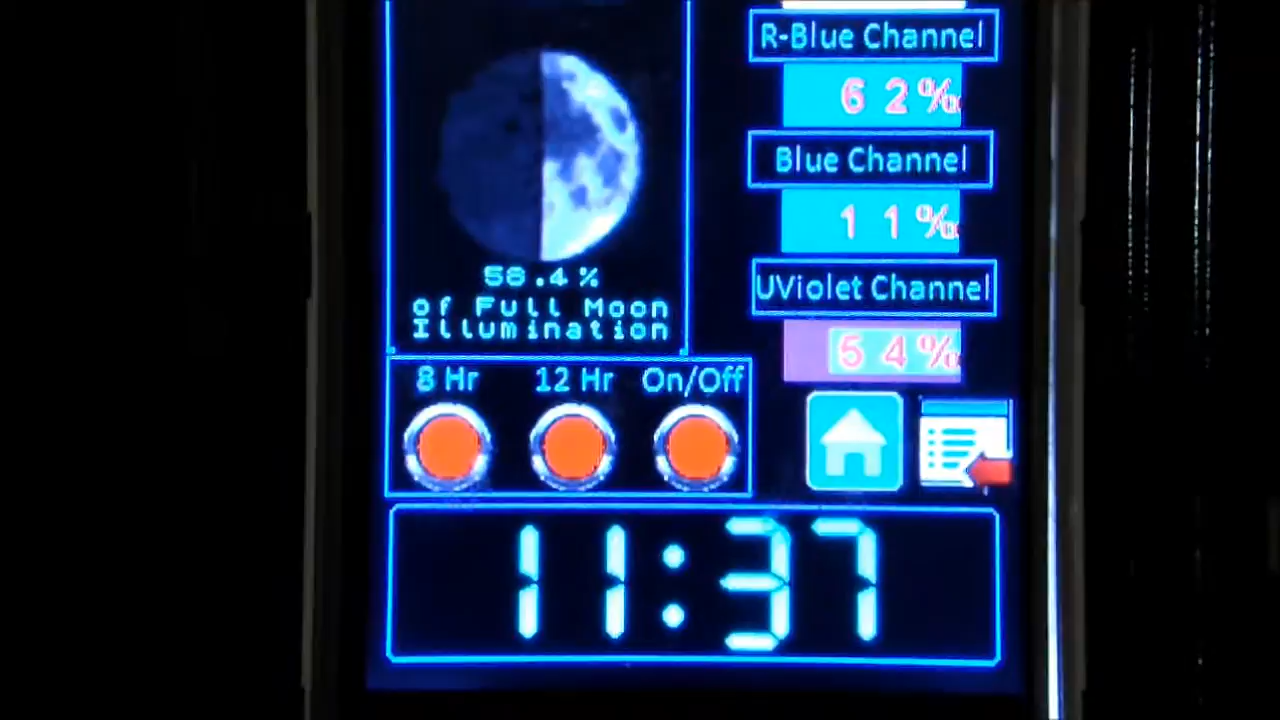 R-Blue Channel
62%
Blue Channel
11%
UViolet Channel
54%
58.4%
of Full Moon
Illumination
8 Hr 12 Hr On/Off
11:37